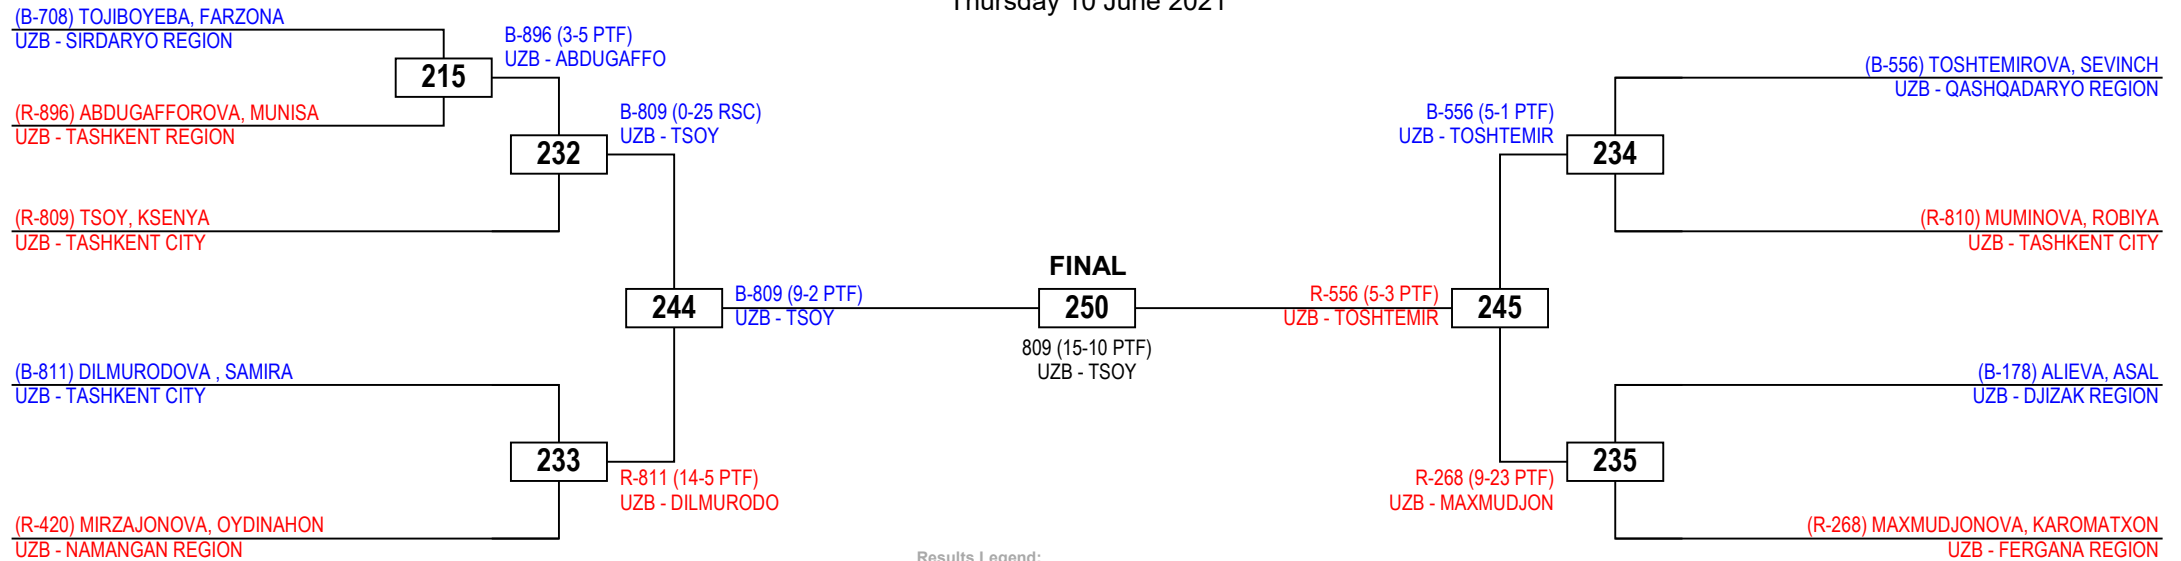 Thursday 10 June 2021
(B-708) TOJIBOYEBA, FARZONA
UZB - SIRDARYO REGION
B-896 (3-5 PTF)
UZB - ABDUGAFFO
215
(R-896) ABDUGAFFOROVA, MUNISA
UZB - TASHKENT REGION
B-809 (0-25 RSC)
UZB - TSOY
232
(R-809) TSOY, KSENYA
UZB - TASHKENT CITY
244
B-809 (9-2 PTF)
UZB - TSOY
(B-811) DILMURODOVA , SAMIRA
UZB - TASHKENT CITY
233
R-811 (14-5 PTF)
UZB - DILMURODO
(R-420) MIRZAJONOVA, OYDINAHON
UZB - NAMANGAN REGION
FINAL
250
809 (15-10 PTF)
UZB - TSOY
(B-556) TOSHTEMIROVA, SEVINCH
UZB - QASHQADARYO REGION
B-556 (5-1 PTF)
UZB - TOSHTEMIR
234
(R-810) MUMINOVA, ROBIYA
UZB - TASHKENT CITY
R-556 (5-3 PTF)
UZB - TOSHTEMIR
245
(B-178) ALIEVA, ASAL
UZB - DJIZAK REGION
235
R-268 (9-23 PTF)
UZB - MAXMUDJON
(R-268) MAXMUDJONOVA, KAROMATXON
UZB - FERGANA REGION
Results Legend: